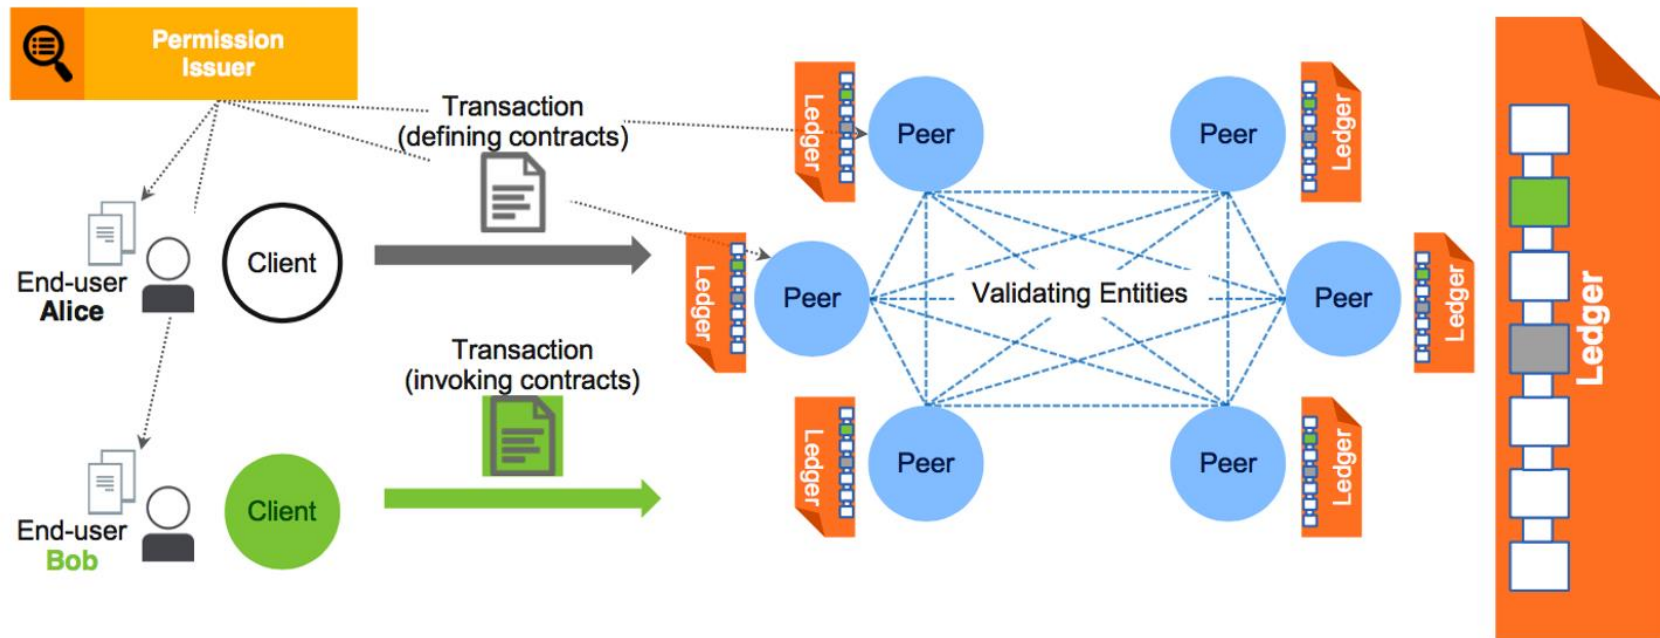 Permission
Issuer
Transaction
(defining contracts)
End-user
Alice
Client
Transaction
(invoking contracts)
End-user
Bob
Client
Ledger
Peer
Peer
Ledger
Ledger
Peer
Validating Entities
Peer
Ledger
Ledger
Peer
Peer
Ledger
Ledger